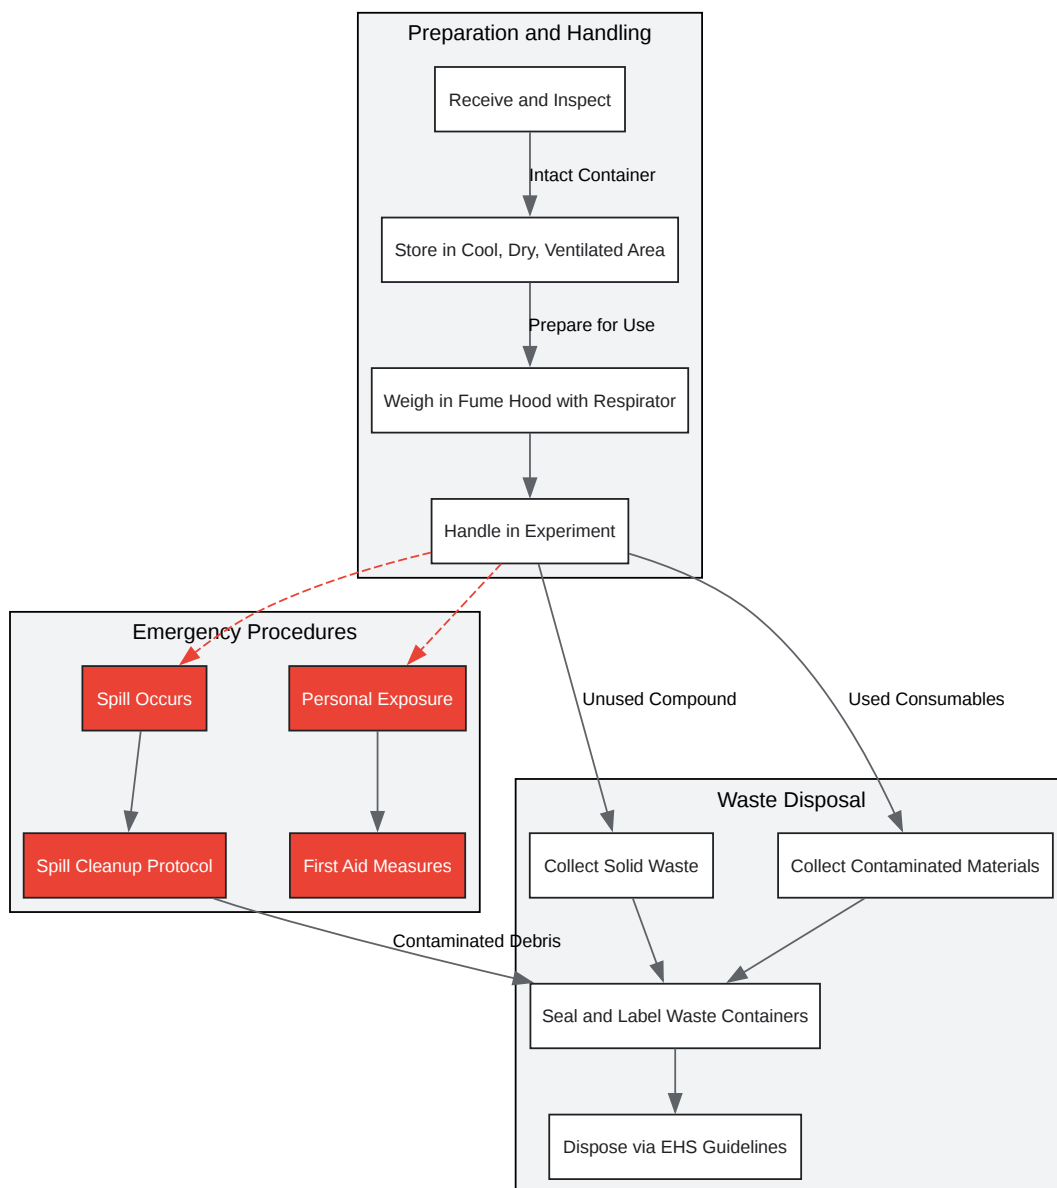 Preparation and Handling
Receive and Inspect
Intact Container
Store in Cool, Dry, Ventilated Area
Prepare for Use
Weigh in Fume Hood with Respirator
Handle in Experiment
Emergency Procedures
Spill Occurs
Personal Exposure
Unused Compound
Used Consumables
Waste Disposal
Spill Cleanup Protocol
First Aid Measures
Collect Solid Waste
Collect Contaminated Materials
Contaminated Debris
Seal and Label Waste Containers
Dispose via EHS Guidelines